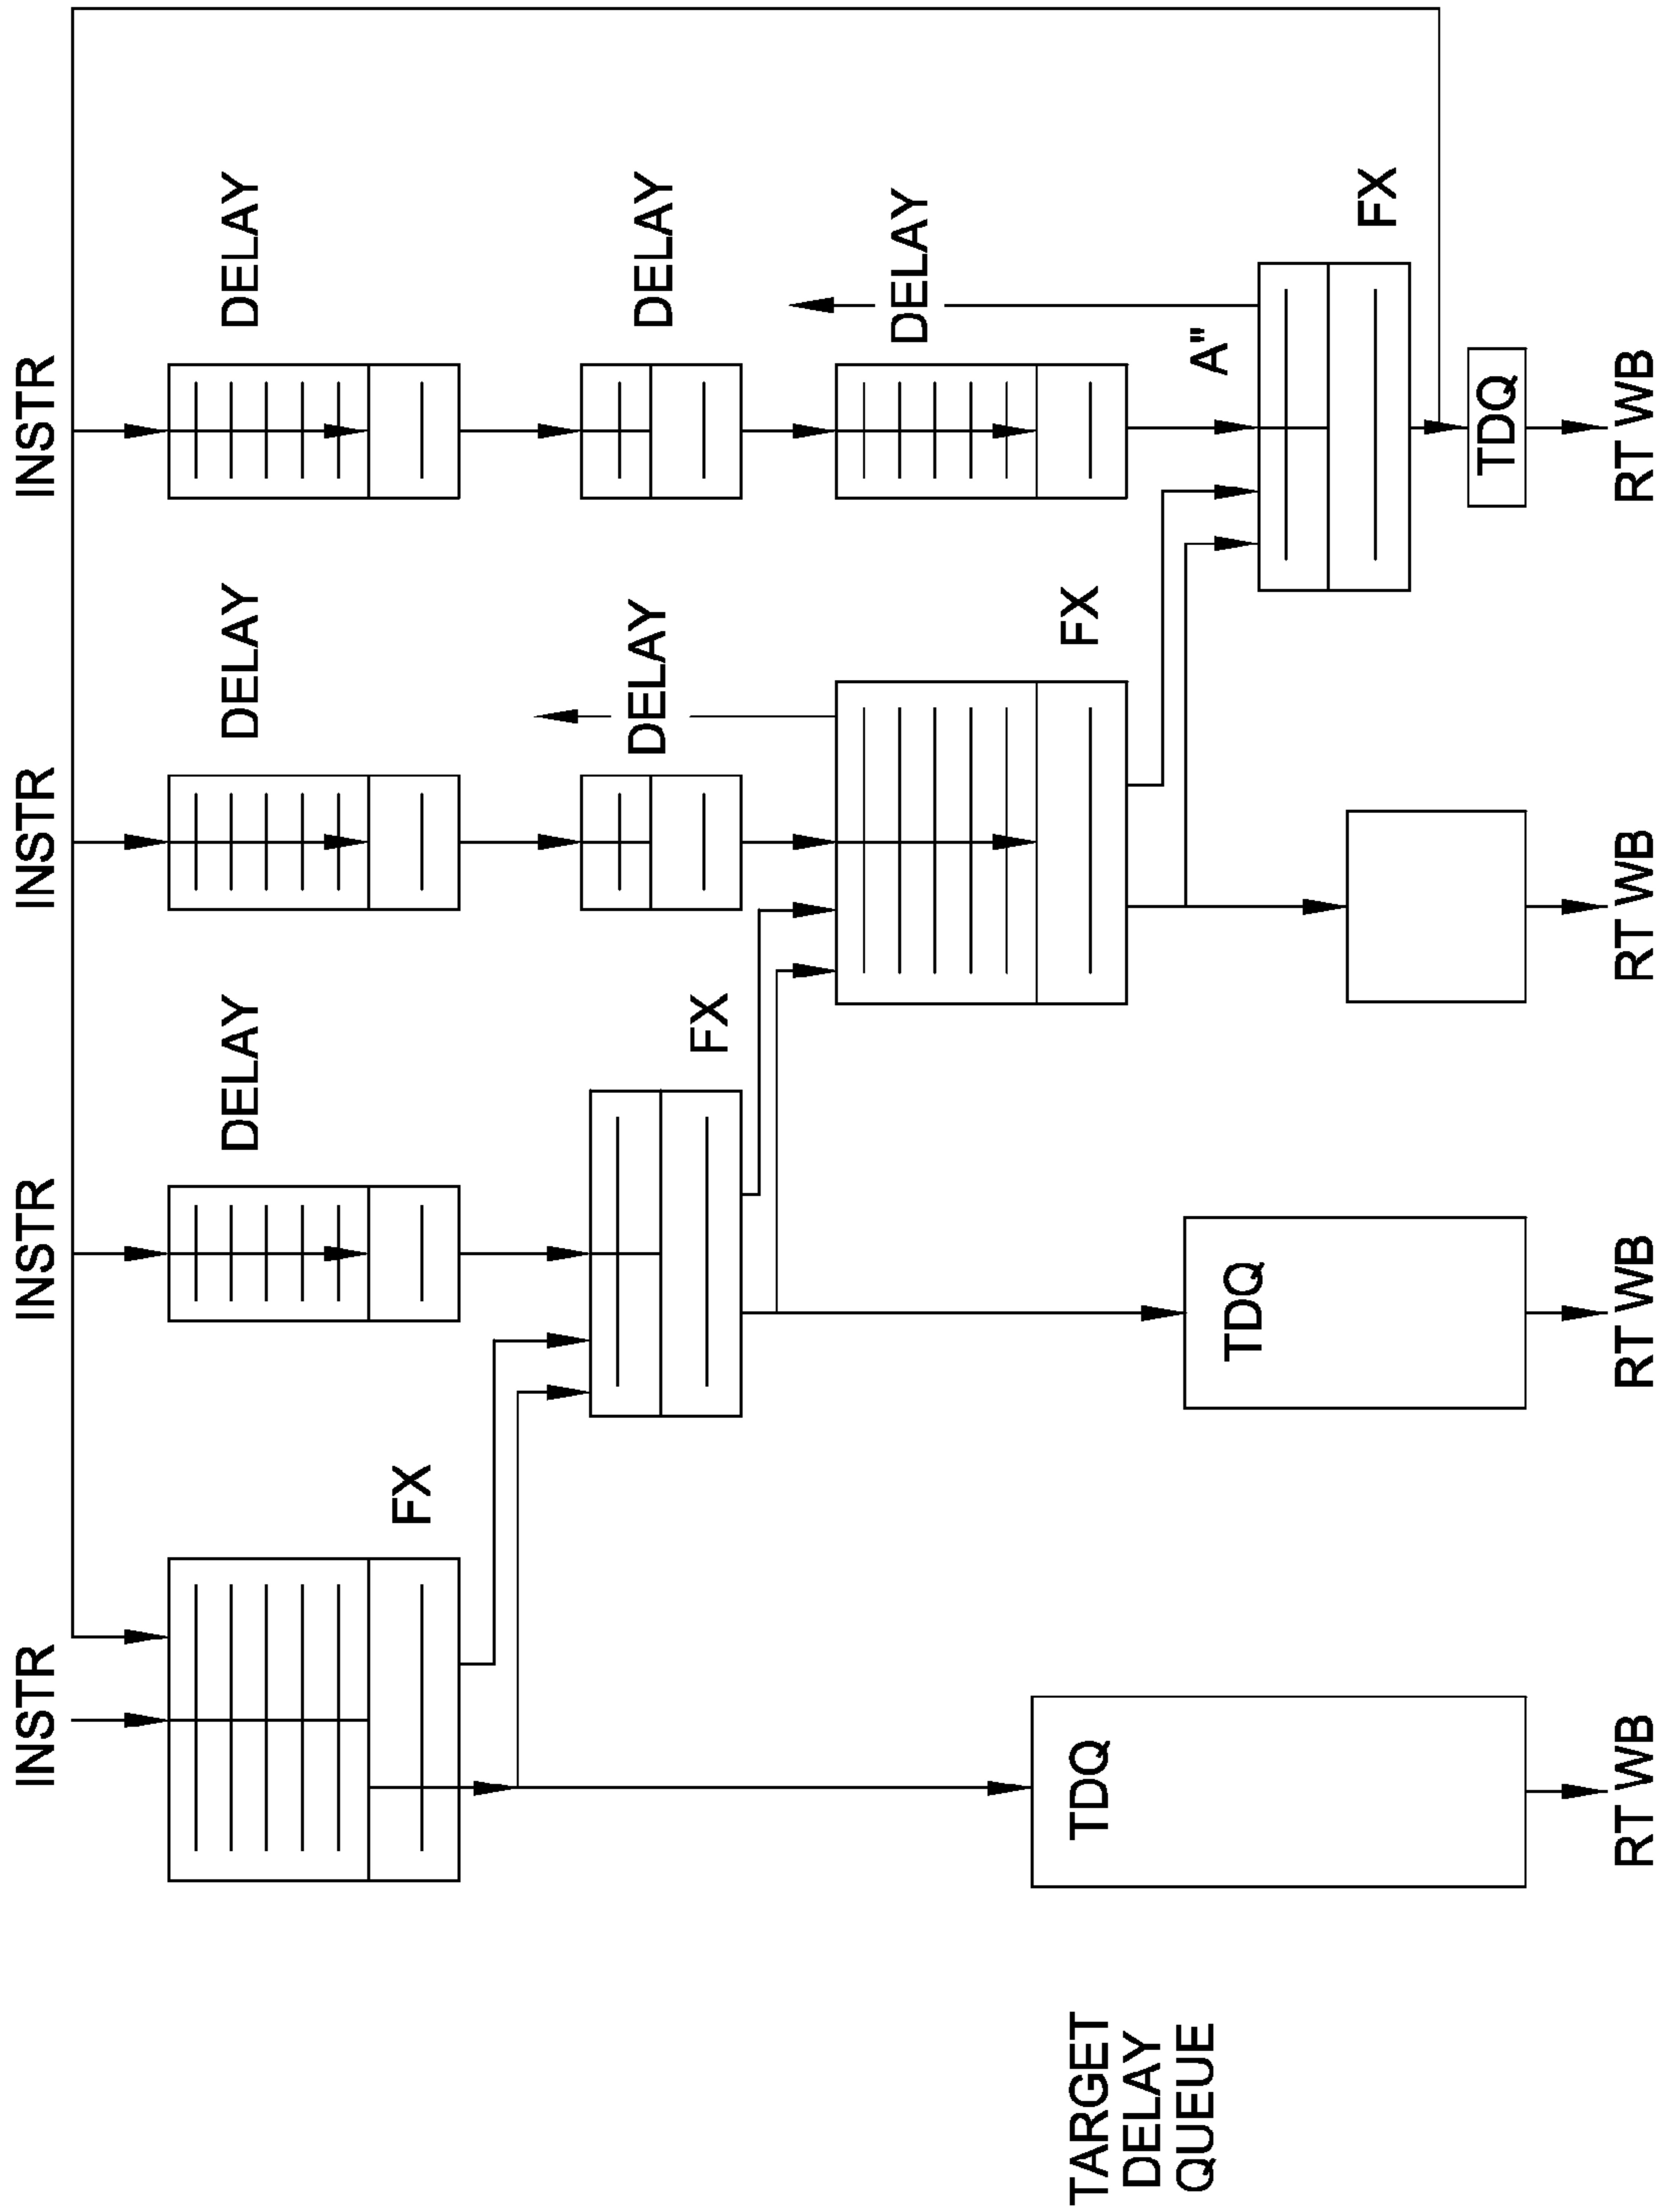 INSTR
INSTR
INSTR
INSTR
DELAY
DELAY
DELAY
FX
DELAY
DELAY
FX
DELAY
FX
TARGET
DELAY
QUEUE
TDQ
TDQ
A"
FX
TDQ
RT WB
RT WB
RT WB
RT WB